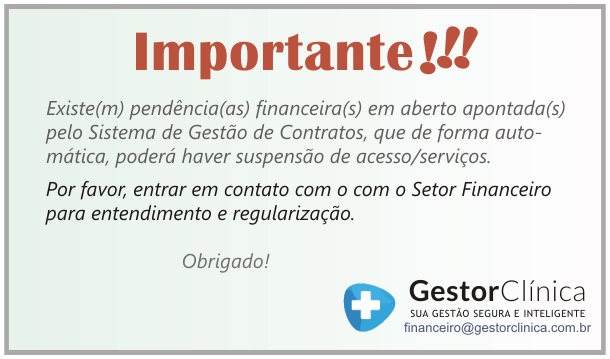 Importante!!!
Existe(m) pendência(as) financeira(s) em aberto apontada(s)
pelo Sistema de Gestão de Contratos, que de forma auto-
mática, poderá haver suspensão de acesso/serviços.
Por favor, entrar em contato com o com o Setor Financeiro
para entendimento e regularização.
Obrigado!
GestorClínica
SUA GESTÃO SEGURA E INTELIGENTE
financeiro@gestorclinica.com.br